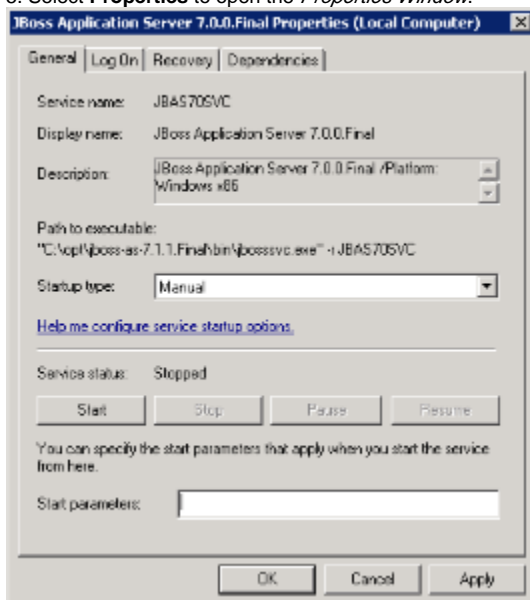 3. Select Properties to open the Properties Window.
JBoss Application Server 7.0.0.Final Properties (Local Computer)
General Log On Recovery Dependencies
Service name: JBAS70SVC
Display name: JBoss Application Server 7.0.0.Final
Description: JBoss Application Server 7.0.0.Final /Platform:
Windows x86
Path to executable:
"C:\opt\jboss-as-7.1.1.Final\bin\jbosssvc.exe" -r JBAS70SVC
Startup type: Manual
Help me configure service startup options.
Service status: Stopped
Start Stop Pause Resume
You can specify the start parameters that apply when you start the service
from here.
Start parameters:
OK Cancel Apply